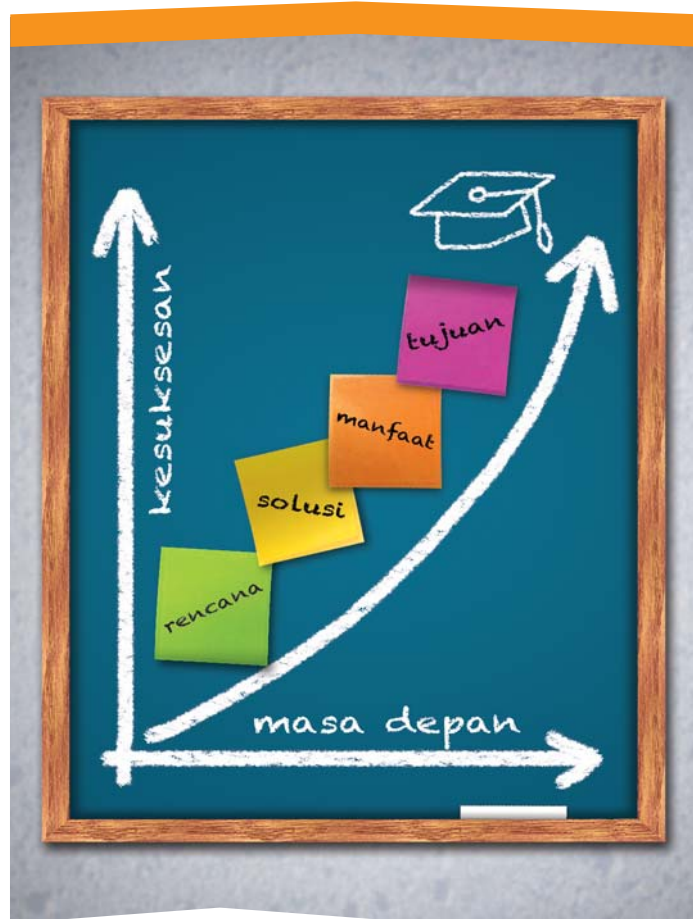 kesuksesan
tujuan
manfaat
solusi
rencana
masa depan